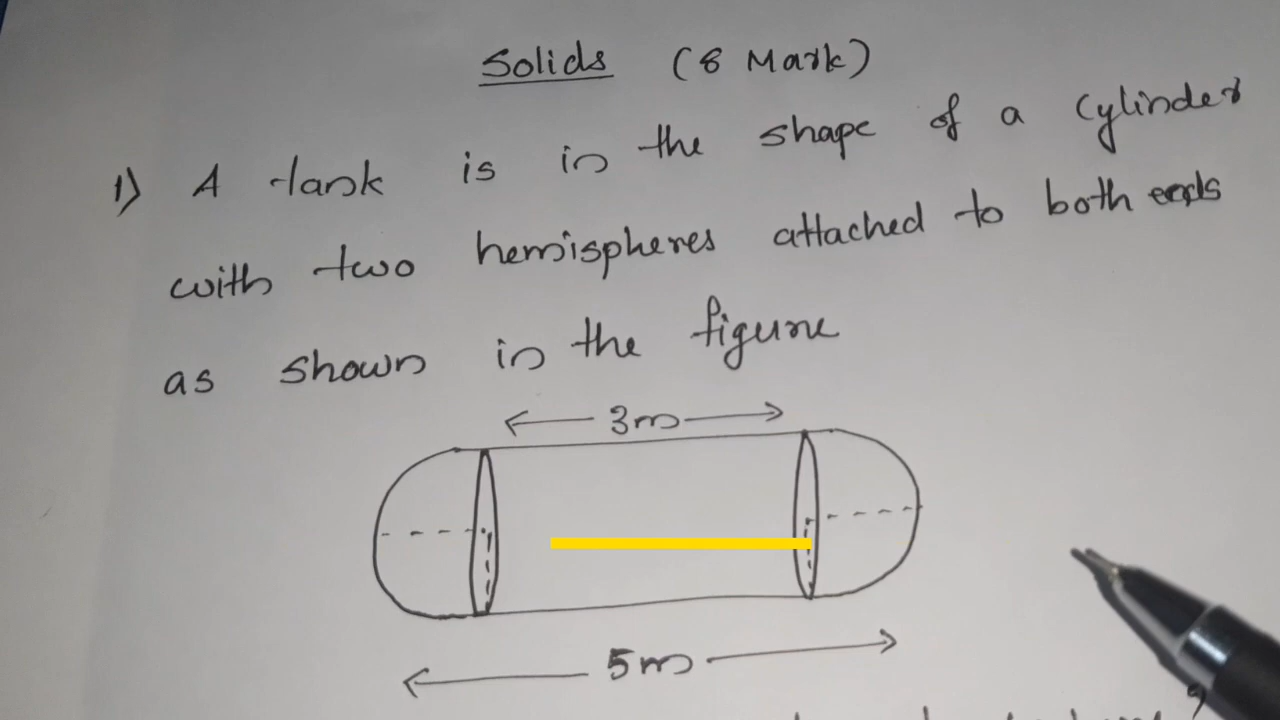 Solids (8 Mark)
1) A tank is in the shape of a cylinder
with two hemispheres attached to both ends
as shown in the figure
3m
5m